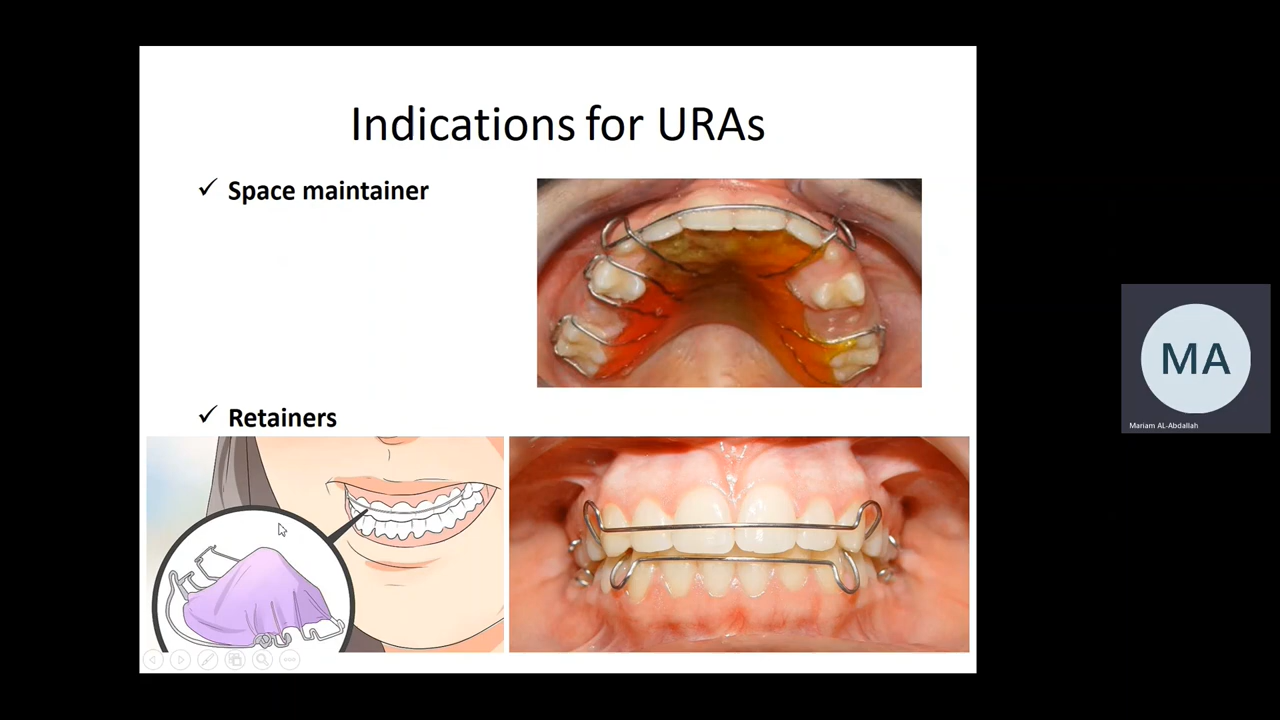 Indications for URAs
✓ Space maintainer
✓ Retainers
MA
Mariam AL-Abdallah